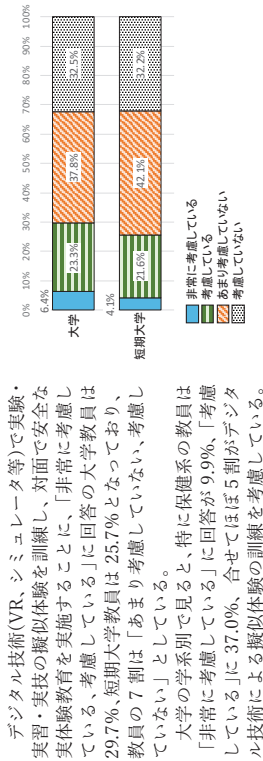 デジタル技術(VR、シミュレータ等)で実験・
実習・実技の擬似体験を訓練し、対面で安全な
実体験教育を実施することに、「非常に考慮し
ている、考慮している」に回答の大学教員は
29.7%、短期大学教員は 25.7%となっており、
教員の 7 割は「あまり考慮していない、考慮し
ていない」としている。
大学の学系別で見ると、特に保健系の教員は
「非常に考慮している」に回答が 9.9%、「考慮
している」に 37.0%、合せてほぼ 5 割がデジタ
ル技術による擬似体験の訓練を考慮している。
0% 10% 20% 30% 40% 50% 60% 70% 80% 90% 100%
大学 6.4% 23.3% 37.8% 32.5%
短期大学 4.1% 21.6% 42.1% 32.2%
非常に考慮している
考慮している
あまり考慮していない
考慮していない